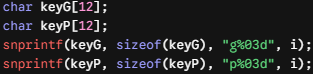 char keyG[12];
char keyP[12];
snprintf(keyG, sizeof(keyG), "g%03d", i);
snprintf(keyP, sizeof(keyP), "p%03d", i);